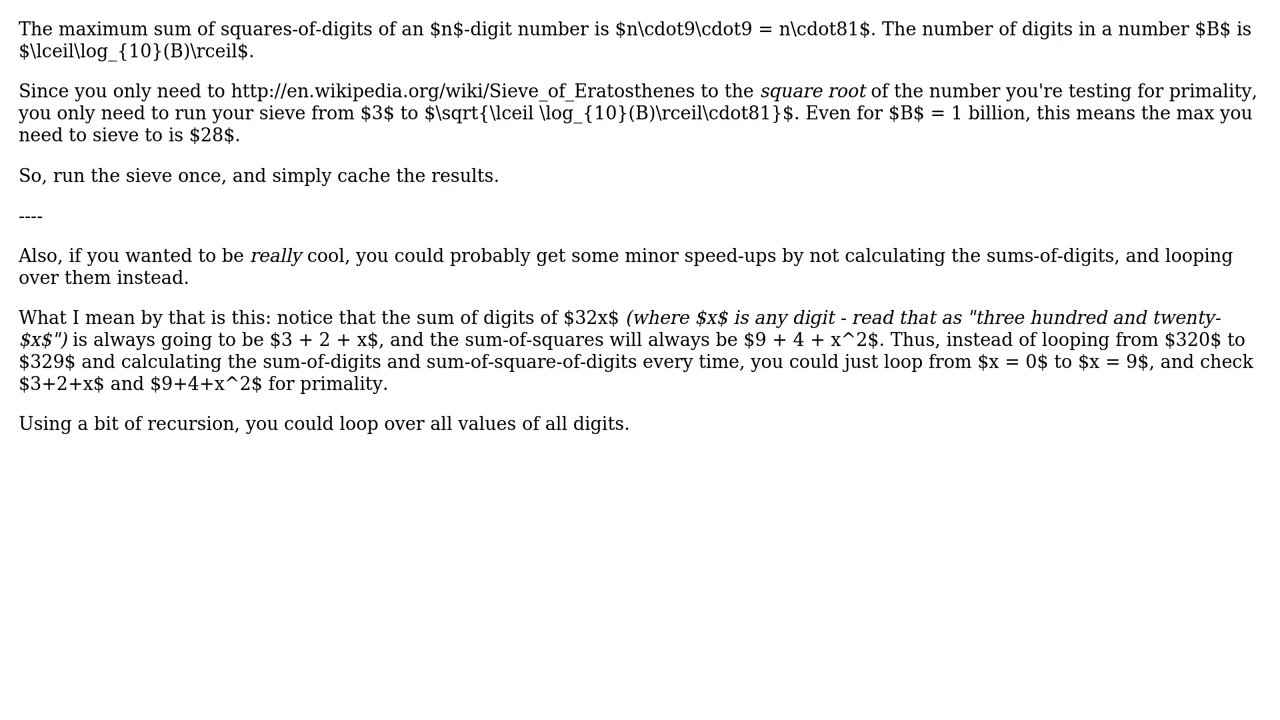 The maximum sum of squares-of-digits of an $n$-digit number is $n\cdot9\cdot9 = n\cdot81$. The number of digits in a number $B$ is
$\lceil\log_{10}(B)\rceil$.
Since you only need to http://en.wikipedia.org/wiki/Sieve_of_Eratosthenes to the square root of the number you're testing for primality,
you only need to run your sieve from $3$ to $\sqrt{\lceil \log_{10}(B)\rceil\cdot81}$. Even for $B$ = 1 billion, this means the max you
need to sieve to is $28$.
So, run the sieve once, and simply cache the results.
----
Also, if you wanted to be really cool, you could probably get some minor speed-ups by not calculating the sums-of-digits, and looping
over them instead.
What I mean by that is this: notice that the sum of digits of $32x$ (where $x$ is any digit - read that as "three hundred and twenty-
$x$") is always going to be $3 + 2 + x$, and the sum-of-squares will always be $9 + 4 + x^2$. Thus, instead of looping from $320$ to
$329$ and calculating the sum-of-digits and sum-of-square-of-digits every time, you could just loop from $x = 0$ to $x = 9$, and check
$3+2+x$ and $9+4+x^2$ for primality.
Using a bit of recursion, you could loop over all values of all digits.